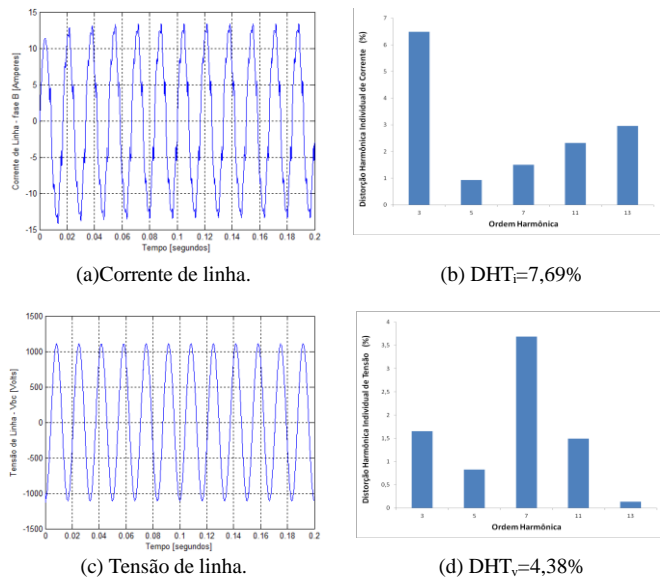 Corrente de Linha - fase B [Amperes]
15
10
5
0
-5
-10
-15
0 0.02 0.04 0.06 0.08 0.1 0.12 0.14 0.16 0.18 0.2
Tempo [segundos]
(a)Corrente de linha.
Distorção Harmônica Individual de Corrente (%)
7
6
5
4
3
2
1
0
3 5 7 11 13
Ordem Harmônica
(b) DHTi=7,69%
Tensão de Linha - Vbc [Volts]
1500
1000
500
0
-500
-1000
-1500
0 0.02 0.04 0.06 0.08 0.1 0.12 0.14 0.16 0.18 0.2
Tempo [segundos]
(c) Tensão de linha.
Distorção Harmônica Individual de Tensão (%)
4
3,5
3
2,5
2
1,5
1
0,5
0
3 5 7 11 13
Ordem Harmônica
(d) DHTv=4,38%